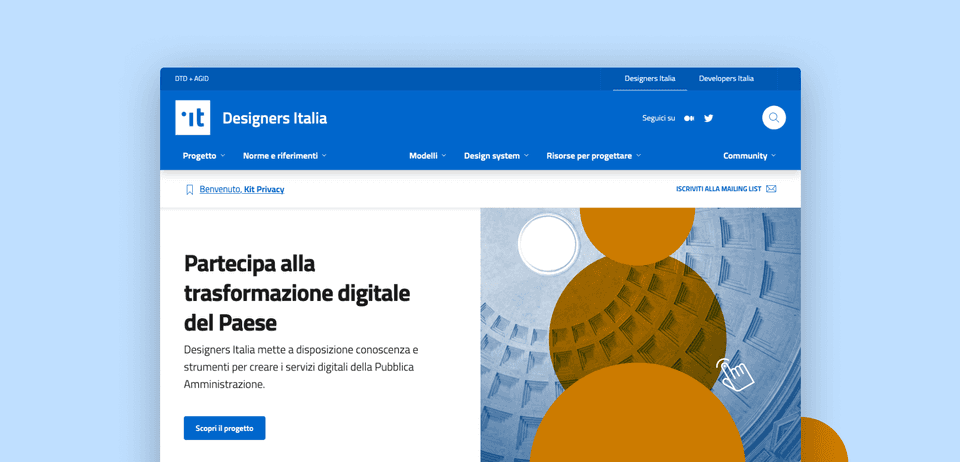 DTD + AGID
Designers Italia
Developers Italia
·ıt
Designers Italia
Seguici su
Progetto
Norme e riferimenti
Modelli
Design system
Risorse per progettare
Community
Benvenuto, Kit Privacy
ISCRIVITI ALLA MAILING LIST
Partecipa alla
trasformazione digitale
del Paese
Designers Italia mette a disposizione conoscenza e
strumenti per creare i servizi digitali della Pubblica
Amministrazione.
Scopri il progetto